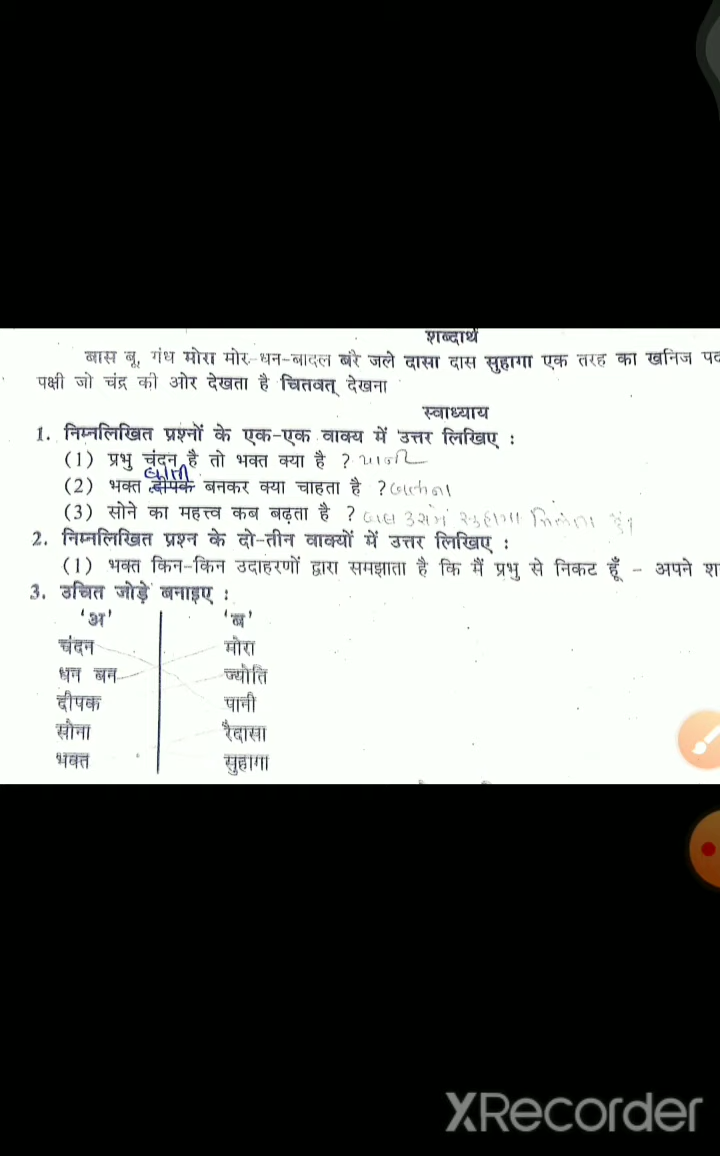 शब्दार्थ
बास बू, गंध मोरा मोर-धन-बादल बरै जले दासा दास सुहागा एक तरह का खनिज पद
पक्षी जो चंद्र की ओर देखता है चितवत् देखना
स्वाध्याय
1. निम्नलिखित प्रश्नों के एक-एक वाक्य में उत्तर लिखिए :
(1) प्रभु चंदन है तो भक्त क्या है ? પાની
बाती
(2) भक्त दीपक बनकर क्या चाहता है ?
(3) सोने का महत्त्व कब बढ़ता है ? जब उसमें सुहागा मिलता है
2. निम्नलिखित प्रश्न के दो-तीन वाक्यों में उत्तर लिखिए :
(1) भक्त किन-किन उदाहरणों द्वारा समझाता है कि मैं प्रभु से निकट हूँ - अपने श
3. उचित जोड़े बनाइए :
'अ' 'ब'
चंदन मोरा
धन बन ज्योति
दीपक पानी
सोना रैदासा
भक्त सुहागा
XRecorder